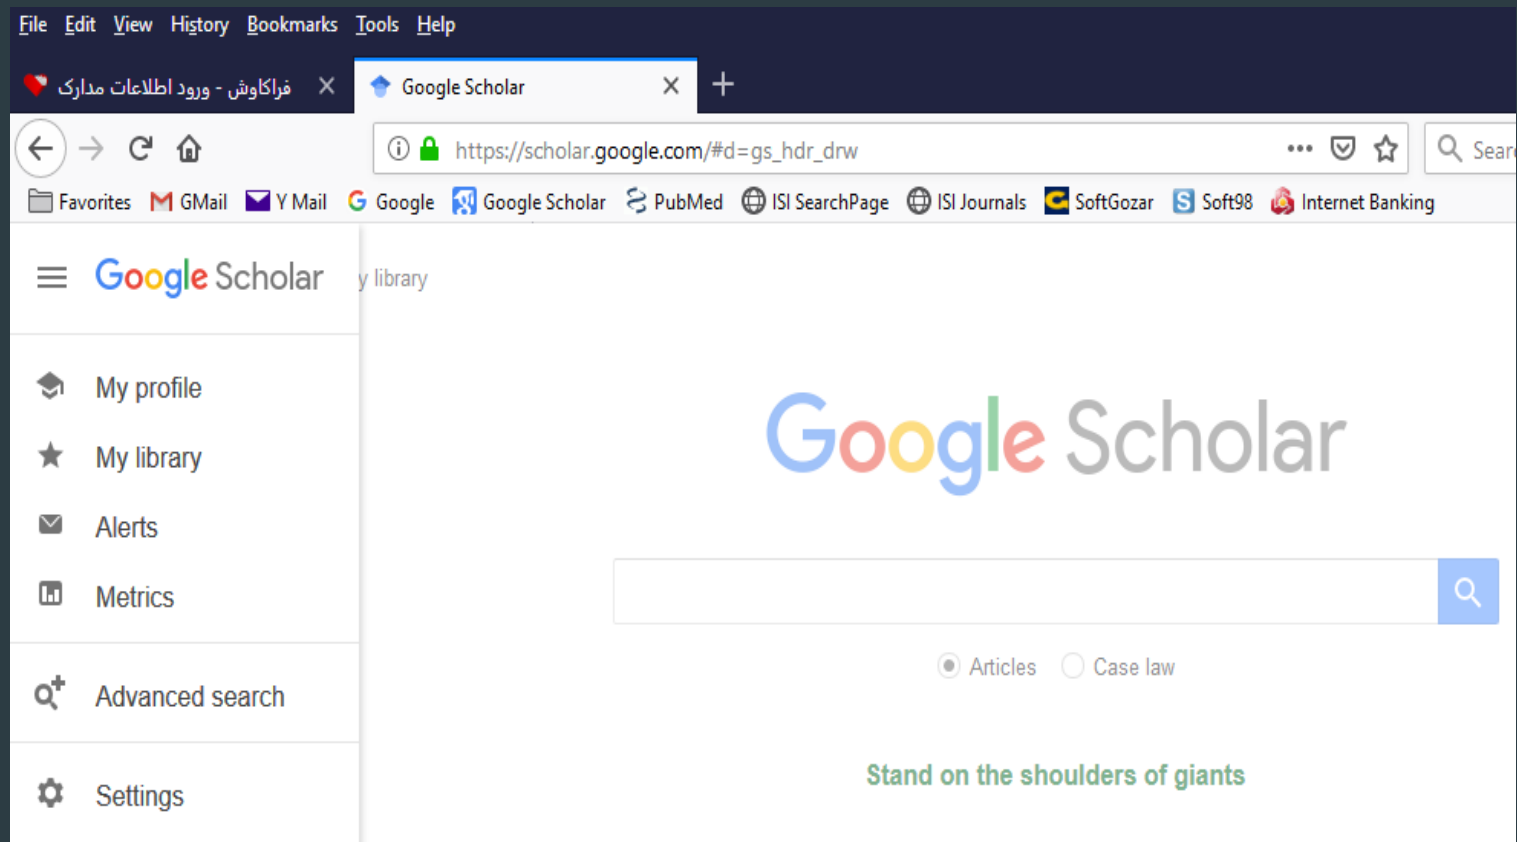 File Edit View History Bookmarks Tools Help
فراکاوش - ورود اطلاعات مدارک
Google Scholar
https://scholar.google.com/#d=gs_hdr_drw
Sear
Favorites GMail Y Mail Google Google Scholar PubMed ISI SearchPage ISI Journals SoftGozar Soft98 Internet Banking
Google Scholar
y library
My profile
My library
Alerts
Metrics
Advanced search
Settings
Google Scholar
Articles Case law
Stand on the shoulders of giants